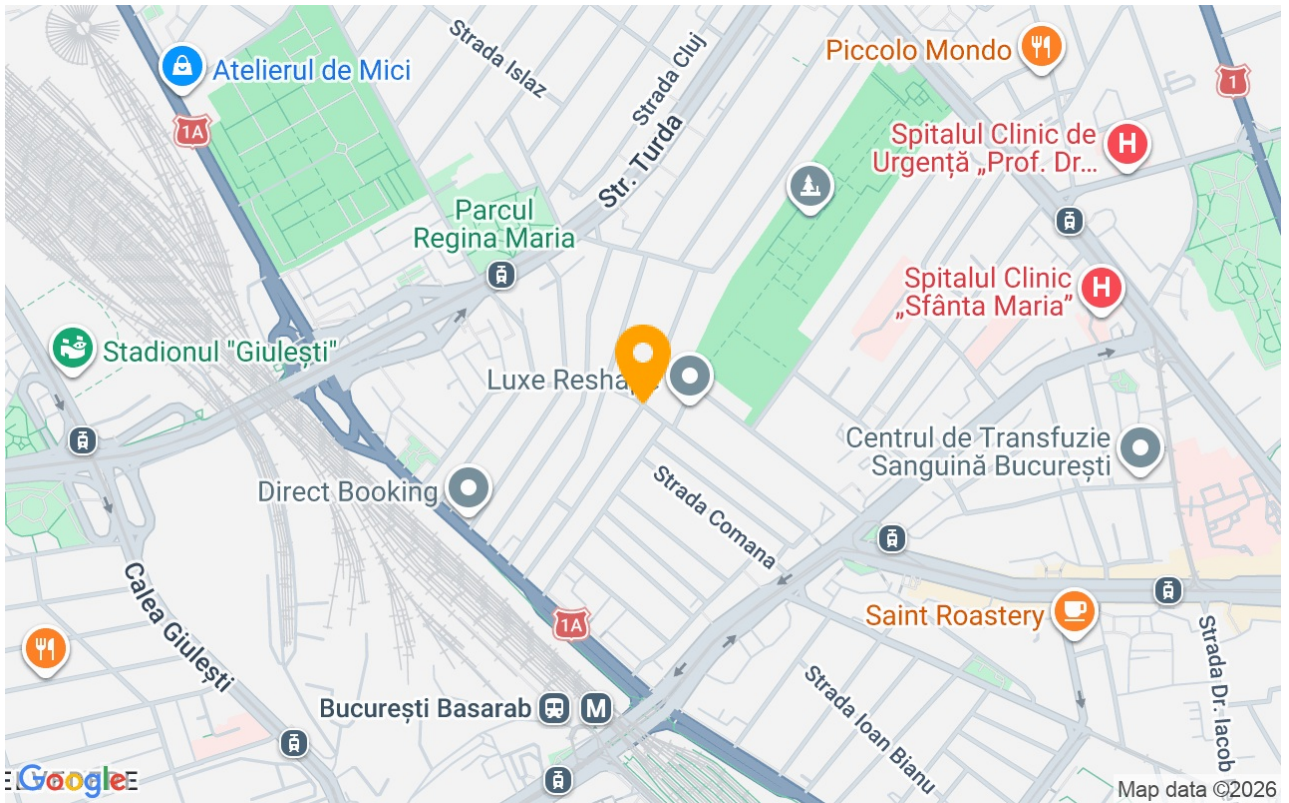 Strada Islaz
Strada Cluj
Piccolo Mondo
Atelierul de Mici
1
1A
Str. Turda
Spitalul Clinic de
Urgență „Prof. Dr...
H
Parcul
Regina Maria
Spitalul Clinic
„Sfânta Maria”
H
Stadionul "Giulești"
Luxe Resha
Centrul de Transfuzie
Sanguină București
Direct Booking
Strada Comana
Calea Giulești
Saint Roastery
1A
Strada Dr. Iacob
București Basarab
M
Strada Ioan Bianu
Google
Map data ©2026